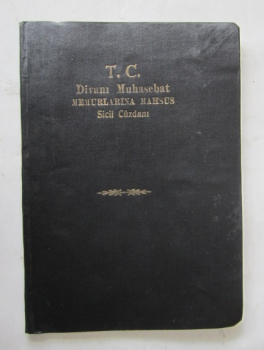 T. C.
Divanı Muhasebat
MEMURLARINA MAHSUS
Sicil Cüzdanı